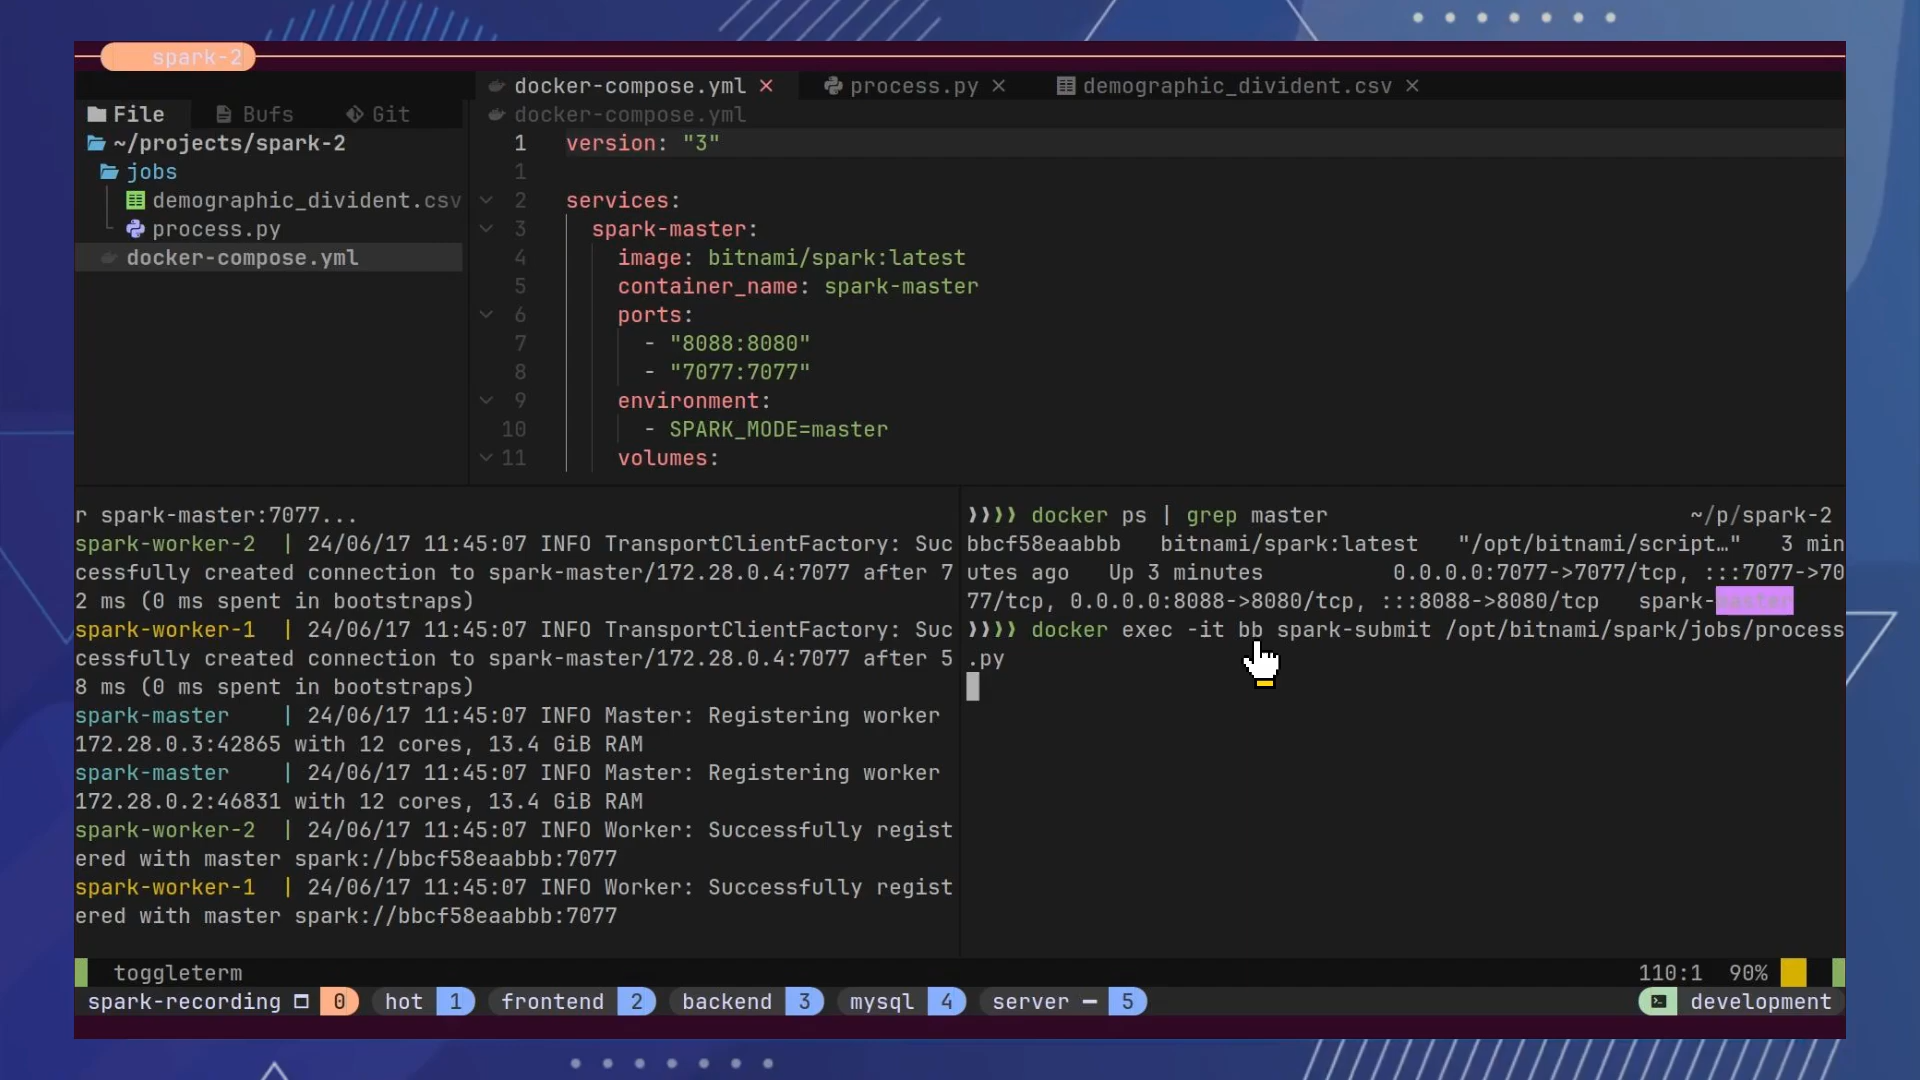 spark-2
File Bufs Git
~/projects/spark-2
jobs
demographic_divident.csv
process.py
docker-compose.yml
docker-compose.yml × process.py × demographic_divident.csv ×
docker-compose.yml
1 version: "3"
1
2 services:
3 spark-master:
4 image: bitnami/spark:latest
5 container_name: spark-master
6 ports:
7 - "8088:8080"
8 - "7077:7077"
9 environment:
10 - SPARK_MODE=master
11 volumes:
r spark-master:7077...
spark-worker-2 | 24/06/17 11:45:07 INFO TransportClientFactory: Suc
cessfully created connection to spark-master/172.28.0.4:7077 after 7
2 ms (0 ms spent in bootstraps)
spark-worker-1 | 24/06/17 11:45:07 INFO TransportClientFactory: Suc
cessfully created connection to spark-master/172.28.0.4:7077 after 5
8 ms (0 ms spent in bootstraps)
spark-master | 24/06/17 11:45:07 INFO Master: Registering worker
172.28.0.3:42865 with 12 cores, 13.4 GiB RAM
spark-master | 24/06/17 11:45:07 INFO Master: Registering worker
172.28.0.2:46831 with 12 cores, 13.4 GiB RAM
spark-worker-2 | 24/06/17 11:45:07 INFO Worker: Successfully regist
ered with master spark://bbcf58eaabbb:7077
spark-worker-1 | 24/06/17 11:45:07 INFO Worker: Successfully regist
ered with master spark://bbcf58eaabbb:7077
❯❯❯❯ docker ps | grep master ~/p/spark-2
bbcf58eaabbb bitnami/spark:latest "/opt/bitnami/script…" 3 min
utes ago Up 3 minutes 0.0.0.0:7077->7077/tcp, :::7077->70
77/tcp, 0.0.0.0:8088->8080/tcp, :::8088->8080/tcp spark-master
❯❯❯❯ docker exec -it bb spark-submit /opt/bitnami/spark/jobs/process
.py
toggleterm 110:1 90%
spark-recording 0 hot 1 frontend 2 backend 3 mysql 4 server – 5 development